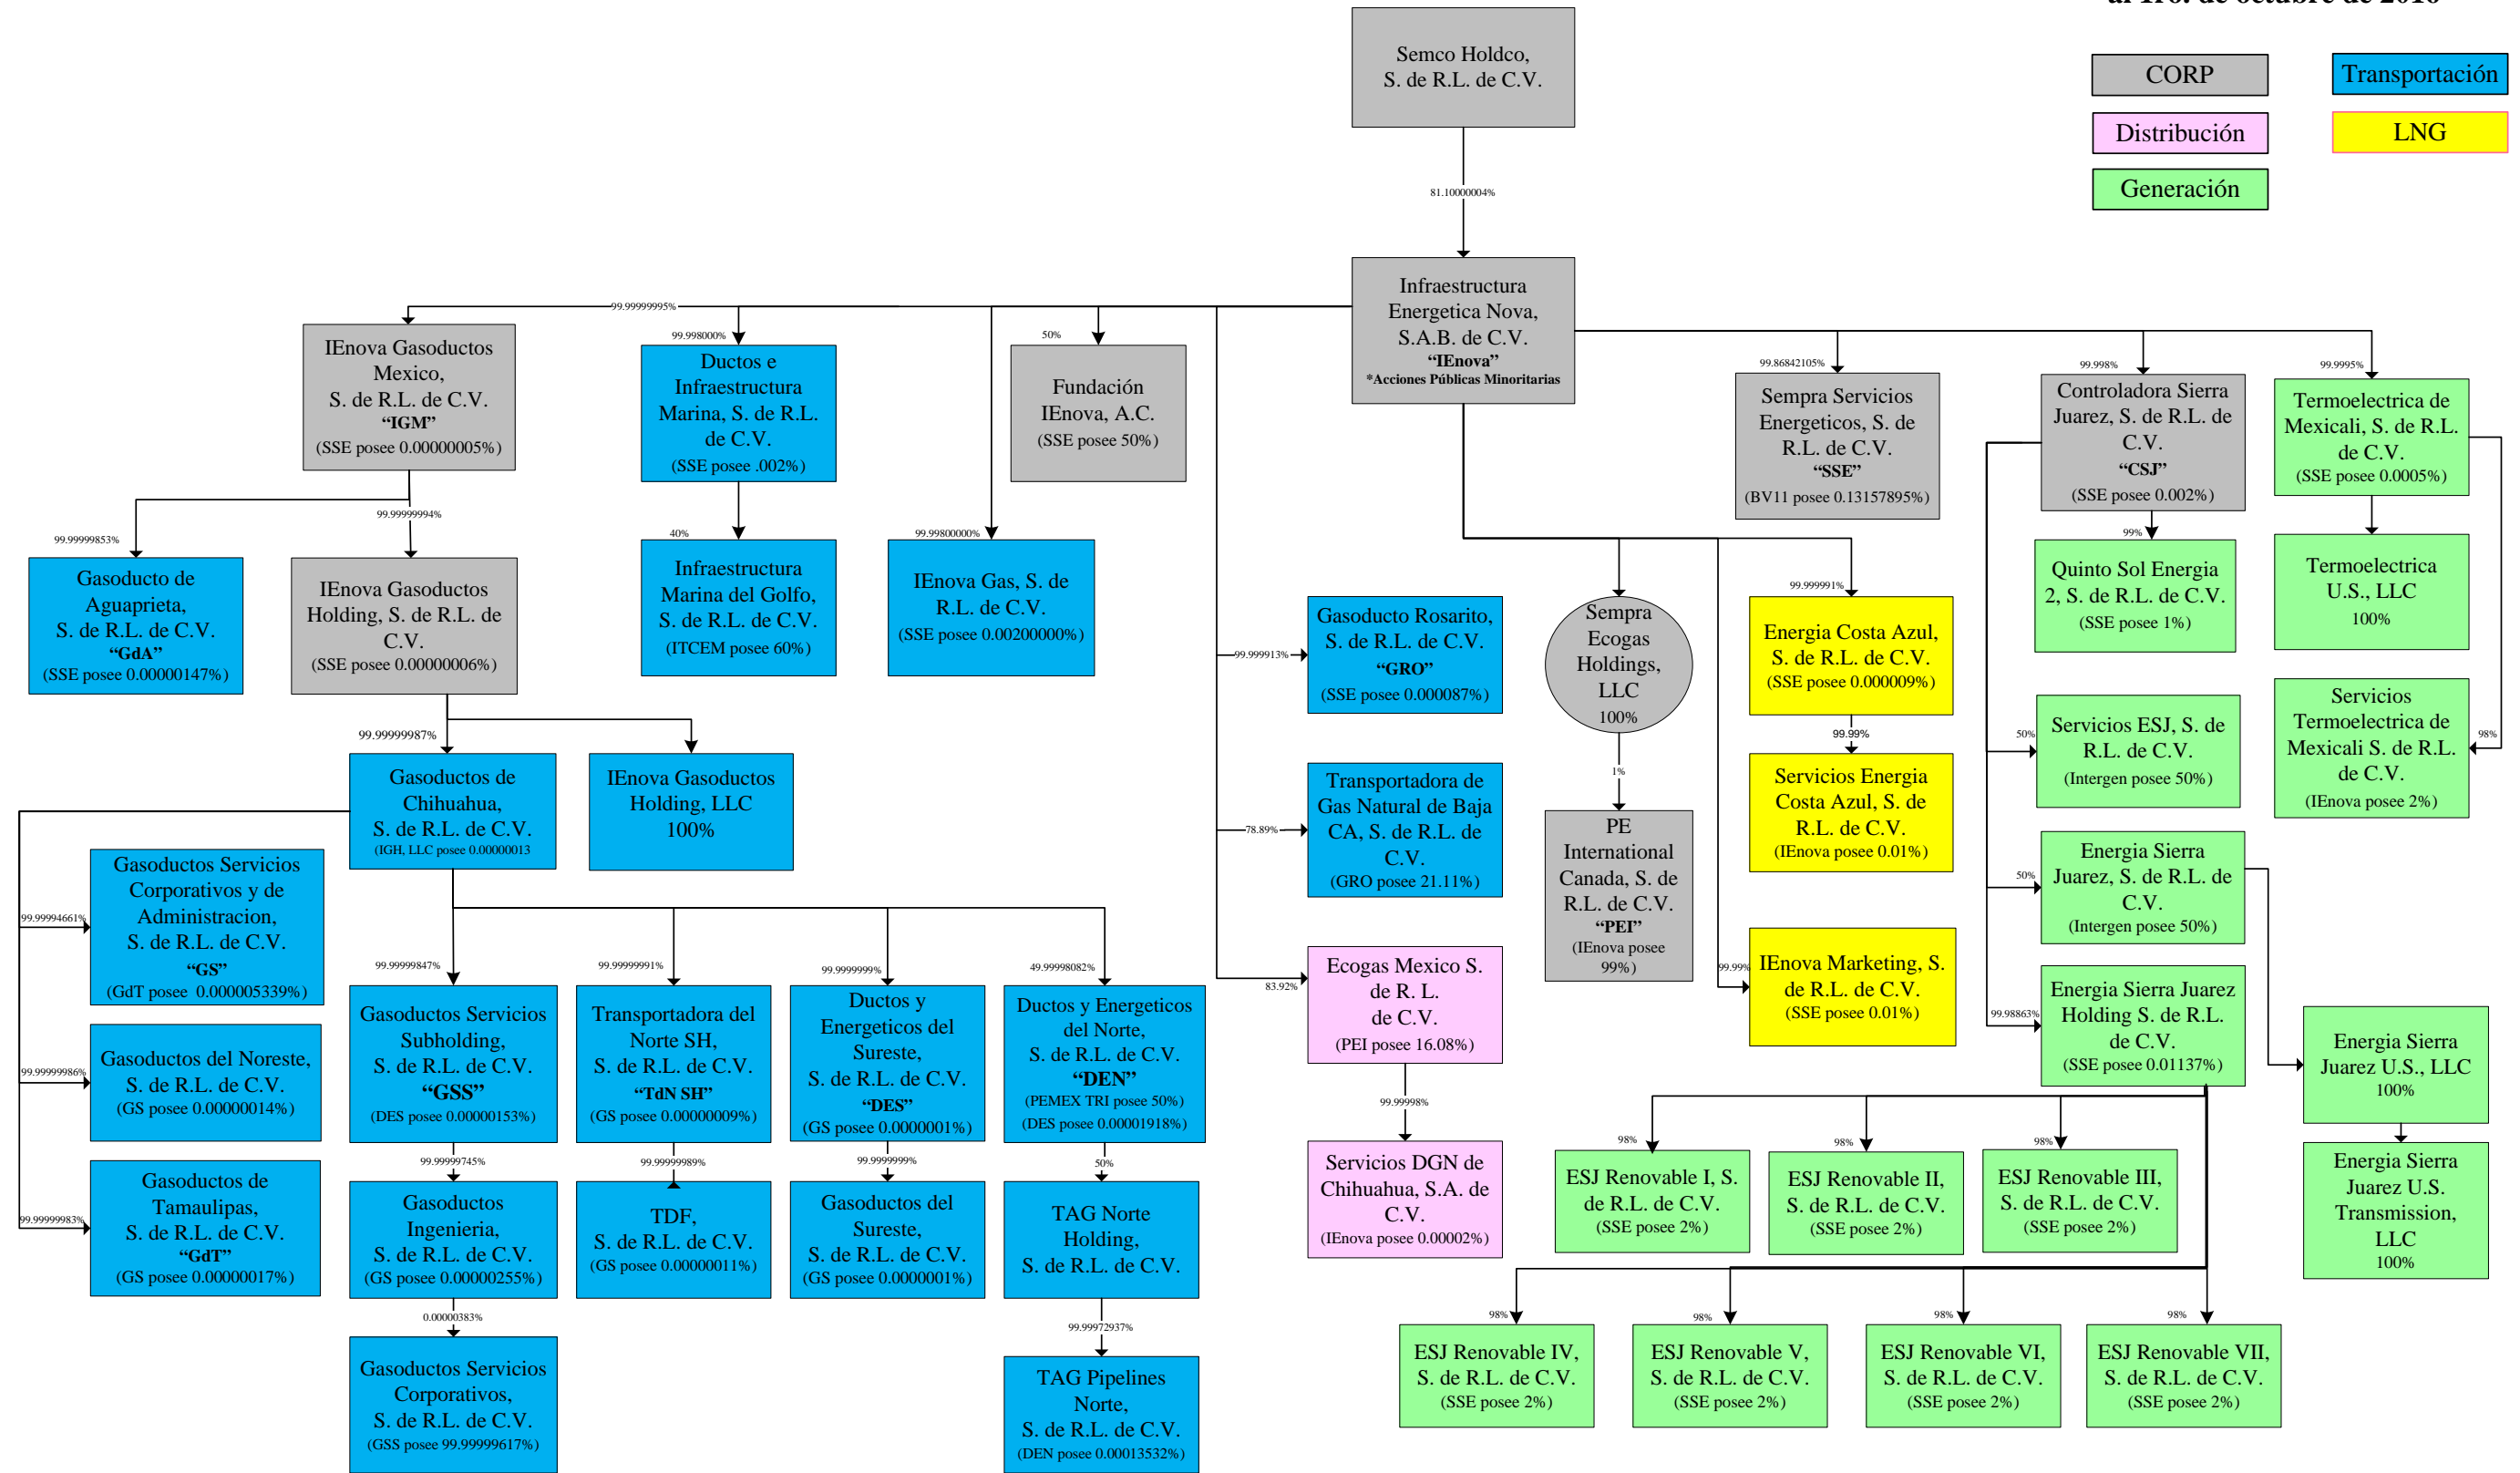 al 1ro. de octubre de 2016
CORP
Transportación
Distribución
LNG
Generación
Semco Holdco,
S. de R.L. de C.V.
81.10000004%
Infraestructura
Energetica Nova,
S.A.B. de C.V.
“IEnova”
*Acciones Públicas Minoritarias
99.99999995%
IEnova Gasoductos
Mexico,
S. de R.L. de C.V.
“IGM”
(SSE posee 0.00000005%)
99.998000%
Ductos e
Infraestructura
Marina, S. de R.L.
de C.V.
(SSE posee .002%)
50%
Fundación
IEnova, A.C.
(SSE posee 50%)
99.86842105%
Sempra Servicios
Energeticos, S. de
R.L. de C.V.
“SSE”
(BV11 posee 0.13157895%)
99.998%
Controladora Sierra
Juarez, S. de R.L. de
C.V.
“CSJ”
(SSE posee 0.002%)
99.9995%
Termoelectrica de
Mexicali, S. de R.L.
de C.V.
(SSE posee 0.0005%)
99.99999853%
Gasoducto de
Aguaprieta,
S. de R.L. de C.V.
“GdA”
(SSE posee 0.00000147%)
99.99999994%
IEnova Gasoductos
Holding, S. de R.L. de
C.V.
(SSE posee 0.00000006%)
40%
Infraestructura
Marina del Golfo,
S. de R.L. de C.V.
(ITCEM posee 60%)
99.99800000%
IEnova Gas, S. de
R.L. de C.V.
(SSE posee 0.00200000%)
99.999913%
Gasoducto Rosarito,
S. de R.L. de C.V.
“GRO”
(SSE posee 0.000087%)
Sempra
Ecogas
Holdings,
LLC
100%
99.999991%
Energia Costa Azul,
S. de R.L. de C.V.
(SSE posee 0.000009%)
99%
Quinto Sol Energia
2, S. de R.L. de C.V.
(SSE posee 1%)
Termoelectrica
U.S., LLC
100%
99.99999987%
Gasoductos de
Chihuahua,
S. de R.L. de C.V.
(IGH, LLC posee 0.00000013
IEnova Gasoductos
Holding, LLC
100%
78.89%
Transportadora de
Gas Natural de Baja
CA, S. de R.L. de
C.V.
(GRO posee 21.11%)
1%
PE
International
Canada, S. de
R.L. de C.V.
“PEI”
(IEnova posee
99%)
99.99%
Servicios Energia
Costa Azul, S. de
R.L. de C.V.
(IEnova posee 0.01%)
50%
Servicios ESJ, S. de
R.L. de C.V.
(Intergen posee 50%)
98%
Servicios
Termoelectrica de
Mexicali S. de R.L.
de C.V.
(IEnova posee 2%)
99.99994661%
Gasoductos Servicios
Corporativos y de
Administracion,
S. de R.L. de C.V.
“GS”
(GdT posee  0.000005339%)
50%
Energia Sierra
Juarez, S. de R.L. de
C.V.
(Intergen posee 50%)
83.92%
Ecogas Mexico S.
de R. L.
de C.V.
(PEI posee 16.08%)
99.99%
IEnova Marketing, S.
de R.L. de C.V.
(SSE posee 0.01%)
99.98863%
Energia Sierra Juarez
Holding S. de R.L.
de C.V.
(SSE posee 0.01137%)
Energia Sierra
Juarez U.S., LLC
100%
99.99999986%
Gasoductos del Noreste,
S. de R.L. de C.V.
(GS posee 0.00000014%)
99.99999847%
Gasoductos Servicios
Subholding,
S. de R.L. de C.V.
“GSS”
(DES posee 0.00000153%)
99.99999991%
Transportadora del
Norte SH,
S. de R.L. de C.V.
“TdN SH”
(GS posee 0.00000009%)
99.9999999%
Ductos y
Energeticos del
Sureste,
S. de R.L. de C.V.
“DES”
(GS posee 0.0000001%)
49.99998082%
Ductos y Energeticos
del Norte,
S. de R.L. de C.V.
“DEN”
(PEMEX TRI posee 50%)
(DES posee 0.00001918%)
99.99999983%
Gasoductos de
Tamaulipas,
S. de R.L. de C.V.
“GdT”
(GS posee 0.00000017%)
99.99999745%
Gasoductos
Ingenieria,
S. de R.L. de C.V.
(GS posee 0.00000255%)
99.99999989%
TDF,
S. de R.L. de C.V.
(GS posee 0.00000011%)
99.9999999%
Gasoductos del
Sureste,
S. de R.L. de C.V.
(GS posee 0.0000001%)
50%
TAG Norte
Holding,
S. de R.L. de C.V.
99.99998%
Servicios DGN de
Chihuahua, S.A. de
C.V.
(IEnova posee 0.00002%)
98%
ESJ Renovable I, S.
de R.L. de C.V.
(SSE posee 2%)
98%
ESJ Renovable II,
S. de R.L. de C.V.
(SSE posee 2%)
98%
ESJ Renovable III,
S. de R.L. de C.V.
(SSE posee 2%)
Energia Sierra
Juarez U.S.
Transmission,
LLC
100%
0.00000383%
Gasoductos Servicios
Corporativos,
S. de R.L. de C.V.
(GSS posee 99.99999617%)
99.99972937%
TAG Pipelines
Norte,
S. de R.L. de C.V.
(DEN posee 0.00013532%)
98%
ESJ Renovable IV,
S. de R.L. de C.V.
(SSE posee 2%)
98%
ESJ Renovable V,
S. de R.L. de C.V.
(SSE posee 2%)
98%
ESJ Renovable VI,
S. de R.L. de C.V.
(SSE posee 2%)
98%
ESJ Renovable VII,
S. de R.L. de C.V.
(SSE posee 2%)